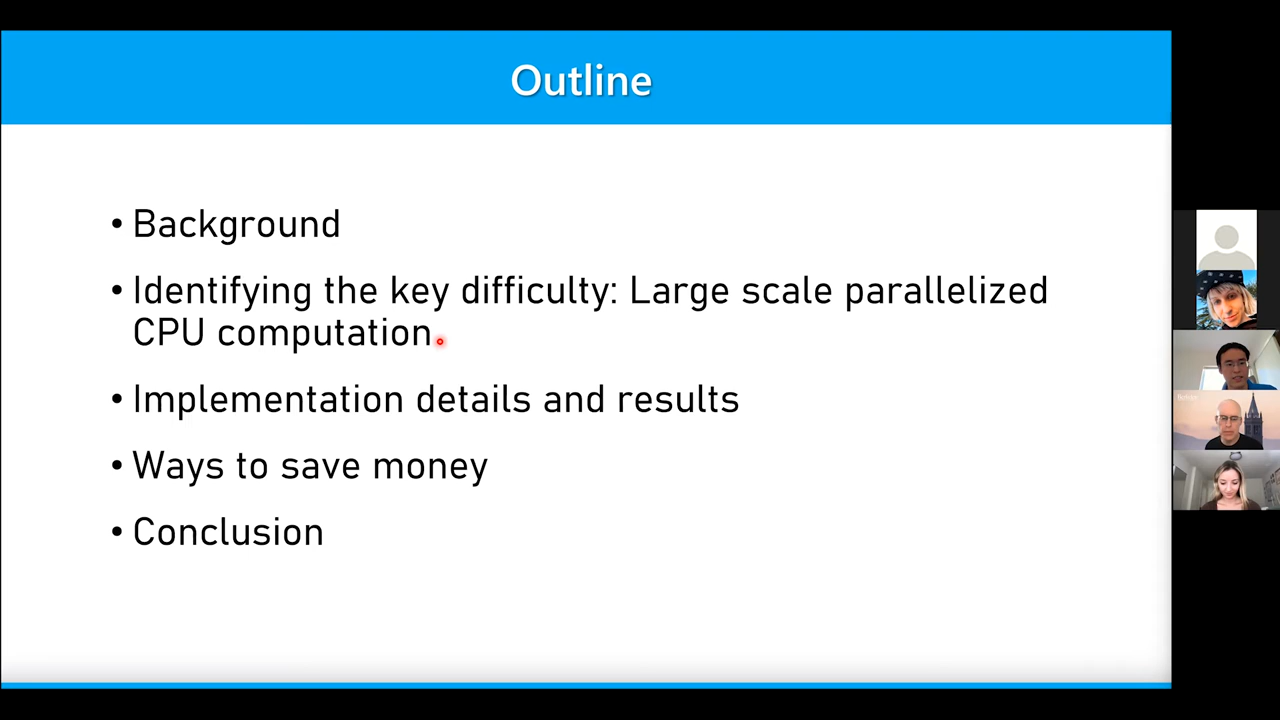 Outline
• Background
• Identifying the key difficulty: Large scale parallelized
CPU computation
• Implementation details and results
• Ways to save money
• Conclusion